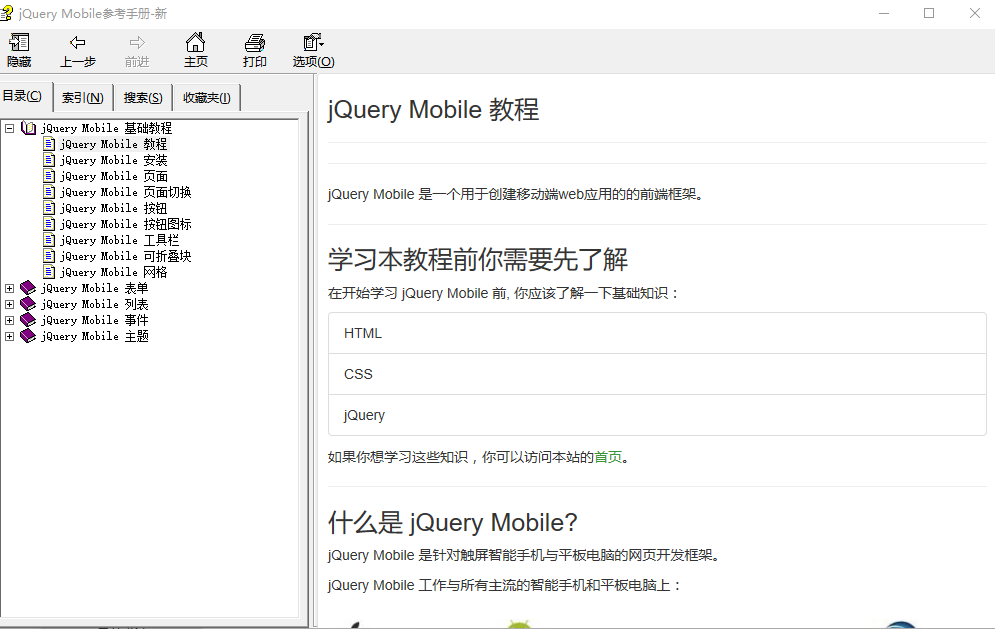 jQuery Mobile参考手册-新
隐藏 上一步 前进 主页 打印 选项(O)
目录(C) 索引(N) 搜索(S) 收藏夹(I)
jQuery Mobile 基础教程
jQuery Mobile 教程
jQuery Mobile 安装
jQuery Mobile 页面
jQuery Mobile 页面切换
jQuery Mobile 按钮
jQuery Mobile 按钮图标
jQuery Mobile 工具栏
jQuery Mobile 可折叠块
jQuery Mobile 网格
jQuery Mobile 表单
jQuery Mobile 列表
jQuery Mobile 事件
jQuery Mobile 主题
jQuery Mobile 教程
jQuery Mobile 是一个用于创建移动端web应用的的前端框架。
学习本教程前你需要先了解
在开始学习 jQuery Mobile 前, 你应该了解一下基础知识：
HTML
CSS
jQuery
如果你想学习这些知识，你可以访问本站的首页。
什么是 jQuery Mobile?
jQuery Mobile 是针对触屏智能手机与平板电脑的网页开发框架。
jQuery Mobile 工作与所有主流的智能手机和平板电脑上：